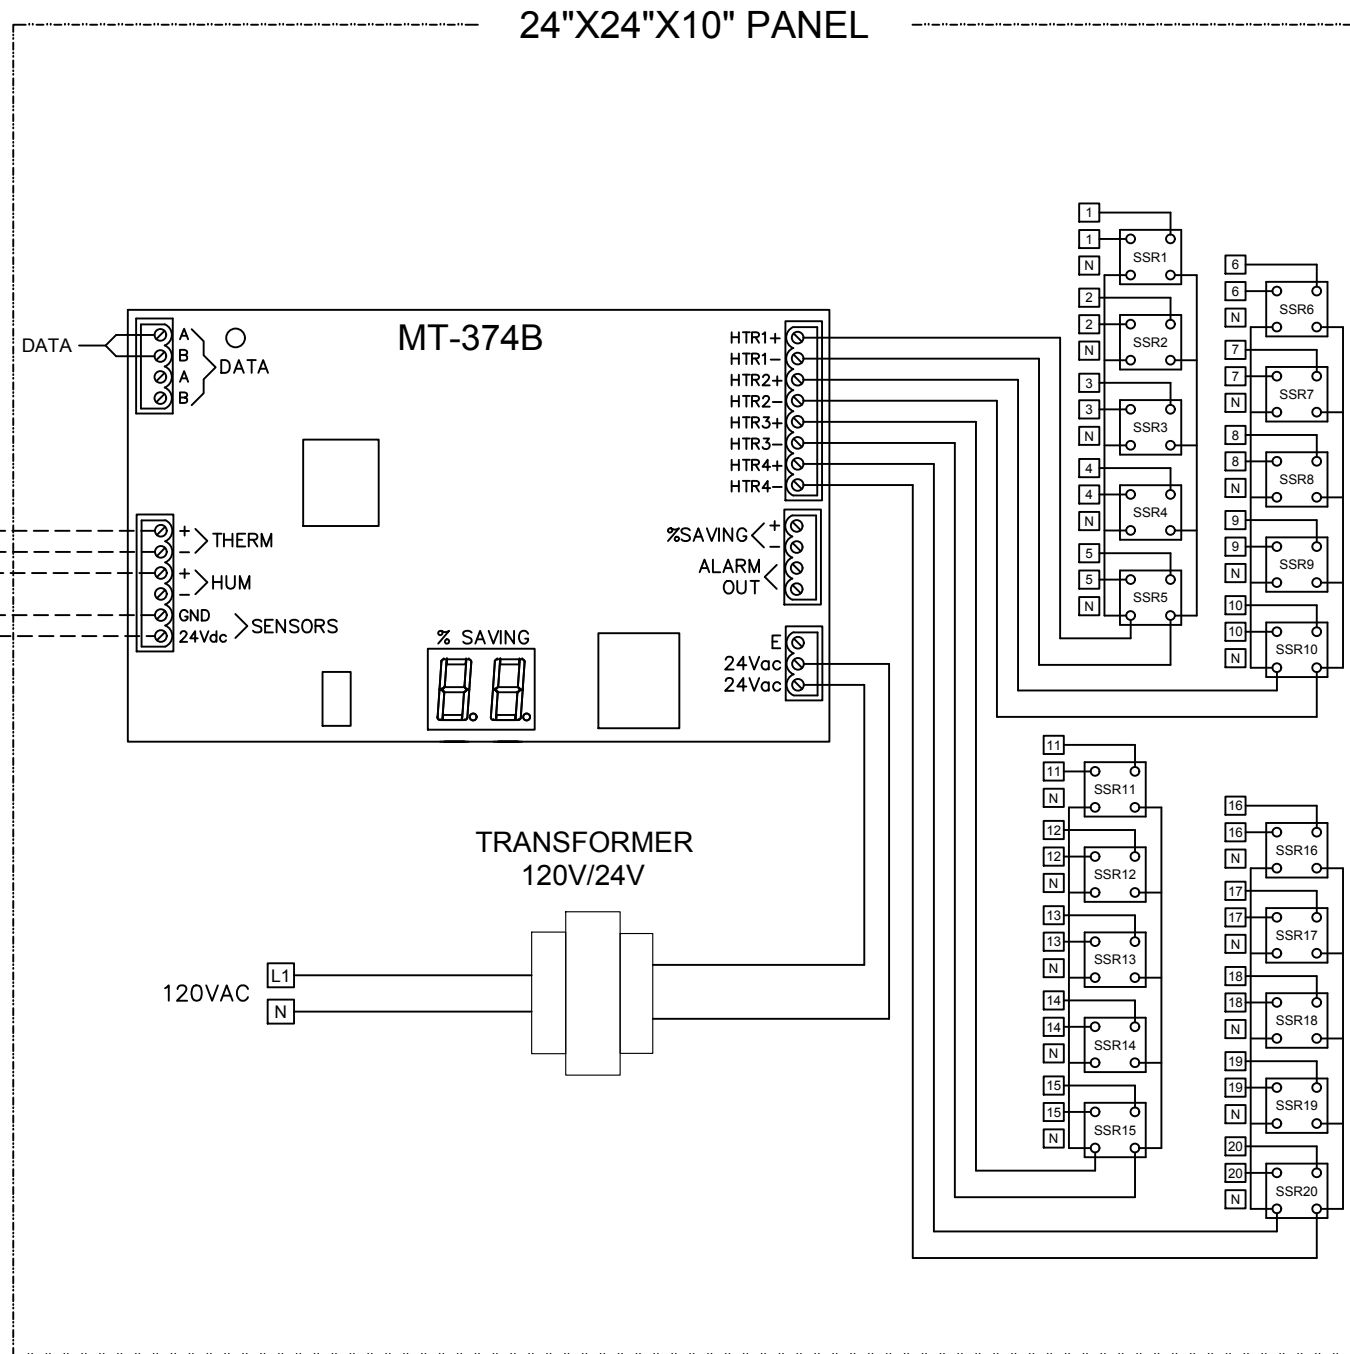 24"X24"X10" PANEL
MT-374B
DATA
A
B
A
B
DATA
+
-
THERM
+
-
HUM
GND
24Vdc
SENSORS
% SAVING
8.8.
HTR1+
HTR1-
HTR2+
HTR2-
HTR3+
HTR3-
HTR4+
HTR4-
%SAVING
+
-
ALARM
OUT
E
24Vac
24Vac
TRANSFORMER
120V/24V
120VAC
L1
N
1
1
N
SSR1
2
2
N
SSR2
3
3
N
SSR3
4
4
N
SSR4
5
5
N
SSR5
6
6
N
SSR6
7
7
N
SSR7
8
8
N
SSR8
9
9
N
SSR9
10
10
N
SSR10
11
11
N
SSR11
12
12
N
SSR12
13
13
N
SSR13
14
14
N
SSR14
15
15
N
SSR15
16
16
N
SSR16
17
17
N
SSR17
18
18
N
SSR18
19
19
N
SSR19
20
20
N
SSR20